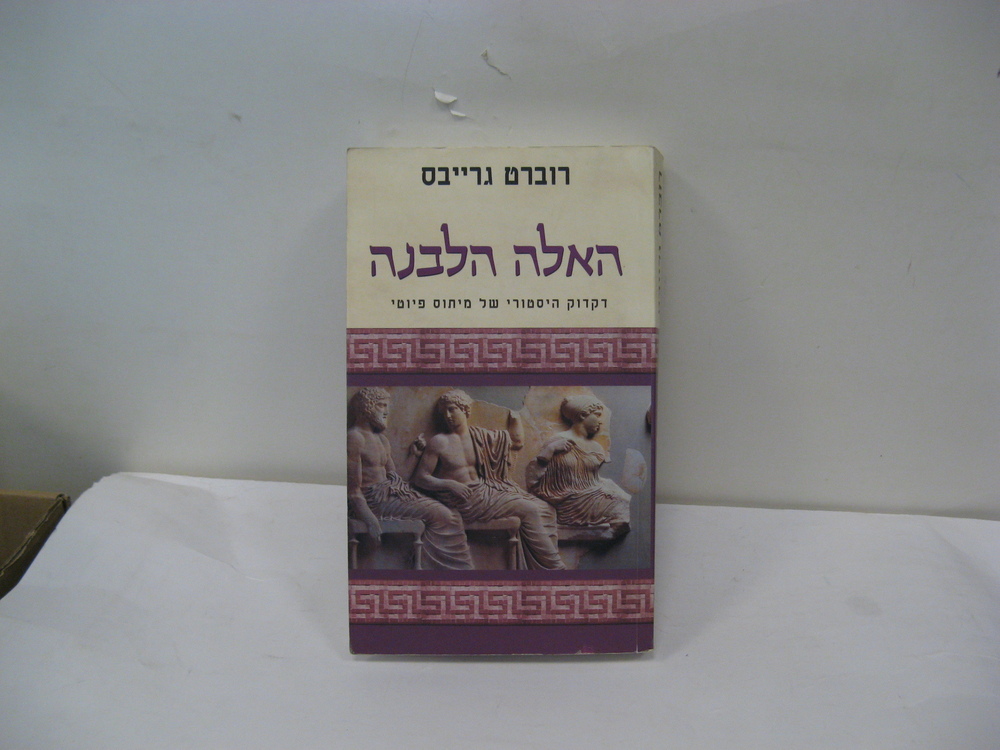 רוברט גרייבס
האלה הלבנה
דקדוק היסטורי של מיתוס פיוטי